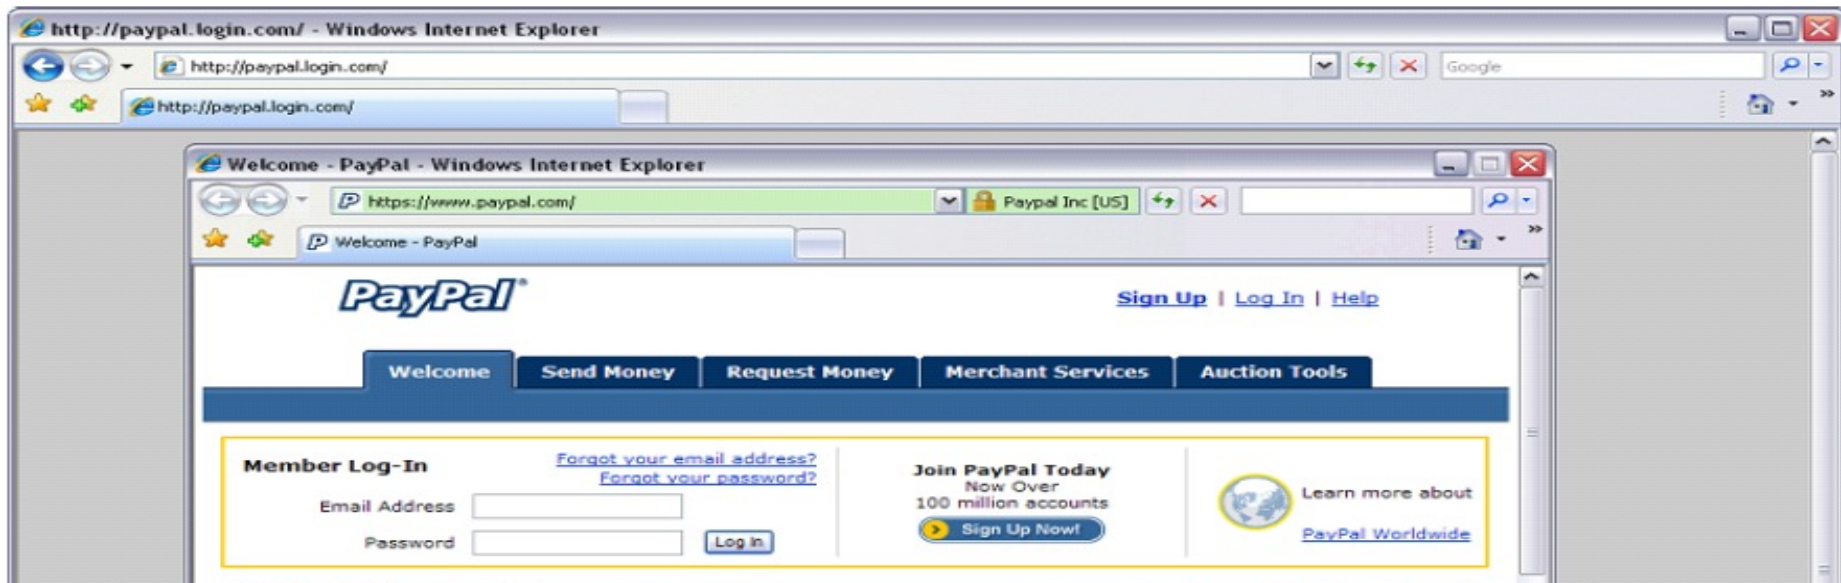 http://paypal.login.com/ - Windows Internet Explorer
http://paypal.login.com/
Google
http://paypal.login.com/
Welcome - PayPal - Windows Internet Explorer
https://www.paypal.com/
Paypal Inc [US]
Welcome - PayPal
PayPal®
Sign Up | Log In | Help
Welcome
Send Money
Request Money
Merchant Services
Auction Tools
Member Log-In
Forgot your email address?
Forgot your password?
Email Address
Password
Log In
Join PayPal Today
Now Over
100 million accounts
Sign Up Now!
Learn more about
PayPal Worldwide